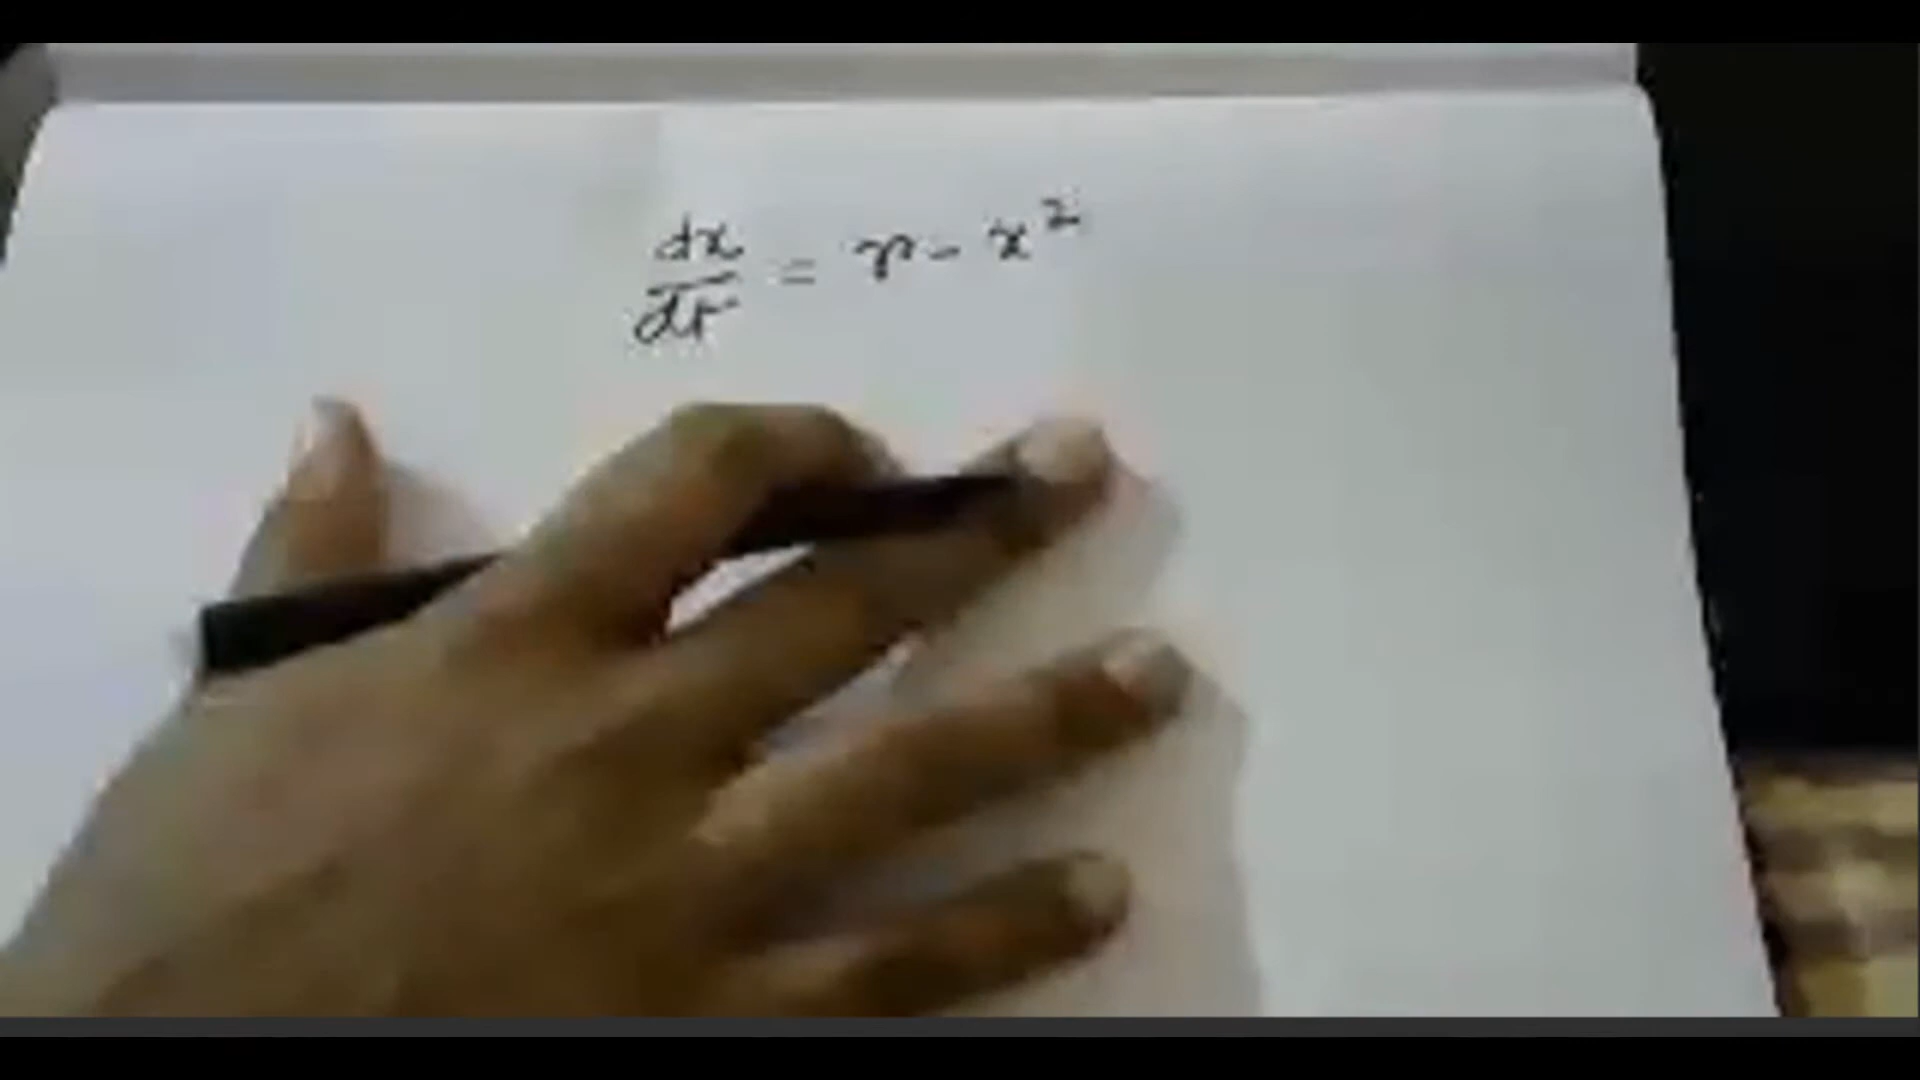 dx/dt = r - x²